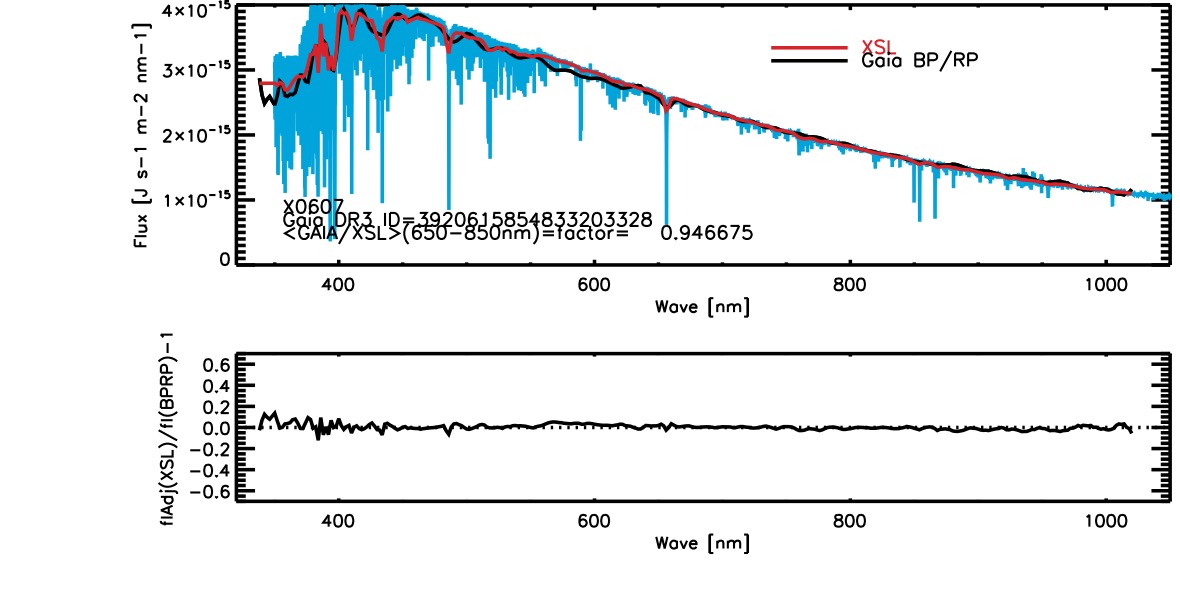 Flux [J s-1 m-2 nm-1]
4×10-15
3×10-15
2×10-15
1×10-15
0
XSL
Gaia BP/RP
X0607
Gaia DR3 ID=3920615854833203328
<GAIA/XSL>(650-850nm)=factor= 0.946675
400 600 800 1000
Wave [nm]
flAdj(XSL)/fl(BPRP)-1
0.6
0.4
0.2
0.0
-0.2
-0.4
-0.6
400 600 800 1000
Wave [nm]